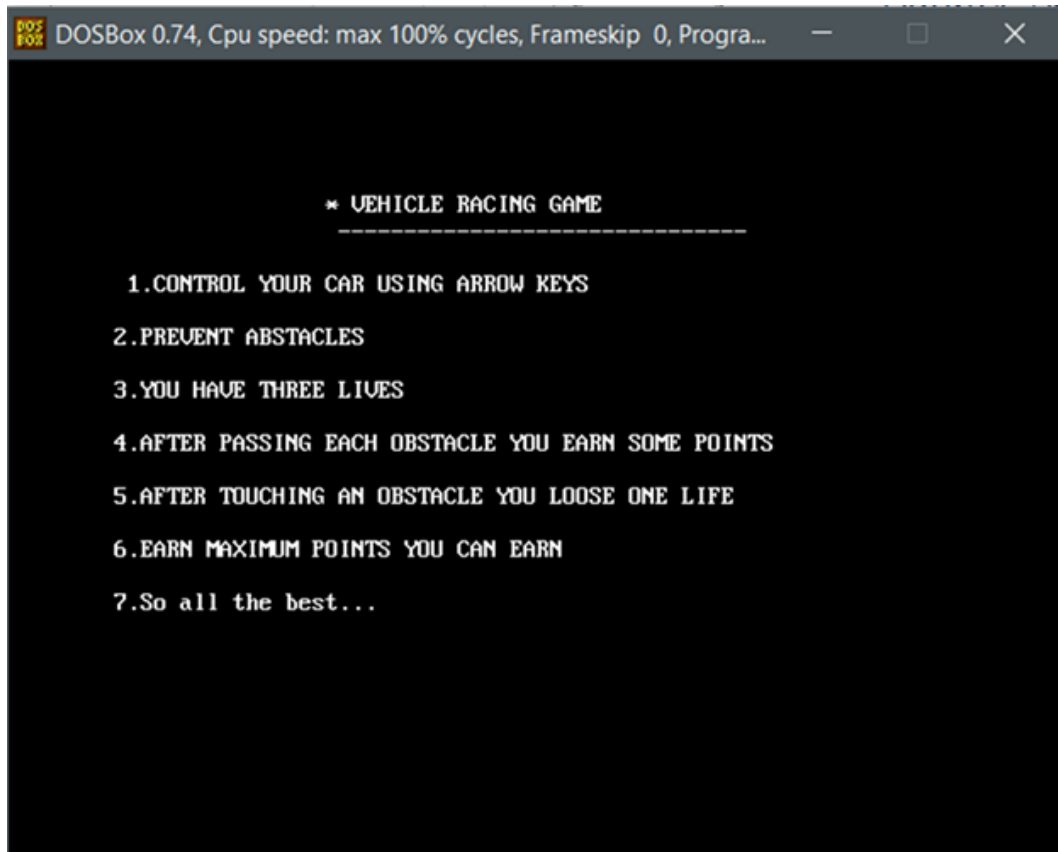 DOS
BOX
DOSBox 0.74, Cpu speed: max 100% cycles, Frameskip 0, Progra...
* VEHICLE RACING GAME
-------------------------------
1.CONTROL YOUR CAR USING ARROW KEYS
2.PREVENT ABSTACLES
3.YOU HAVE THREE LIVES
4.AFTER PASSING EACH OBSTACLE YOU EARN SOME POINTS
5.AFTER TOUCHING AN OBSTACLE YOU LOOSE ONE LIFE
6.EARN MAXIMUM POINTS YOU CAN EARN
7.So all the best...